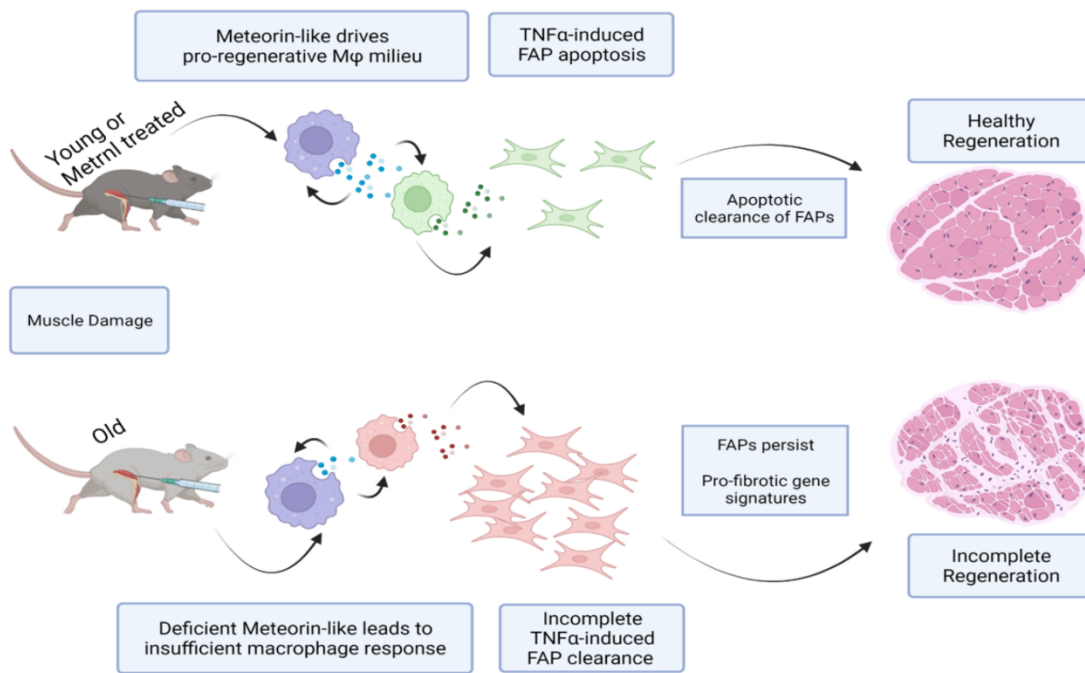 Meteorin-like drives
pro-regenerative Mφ milieu
TNFα-induced
FAP apoptosis
Young or
Metrnl treated
Healthy
Regeneration
Apoptotic
clearance of FAPs
Muscle Damage
Old
FAPs persist
Pro-fibrotic gene
signatures
Incomplete
Regeneration
Deficient Meteorin-like leads to
insufficient macrophage response
Incomplete
TNFα-induced
FAP clearance